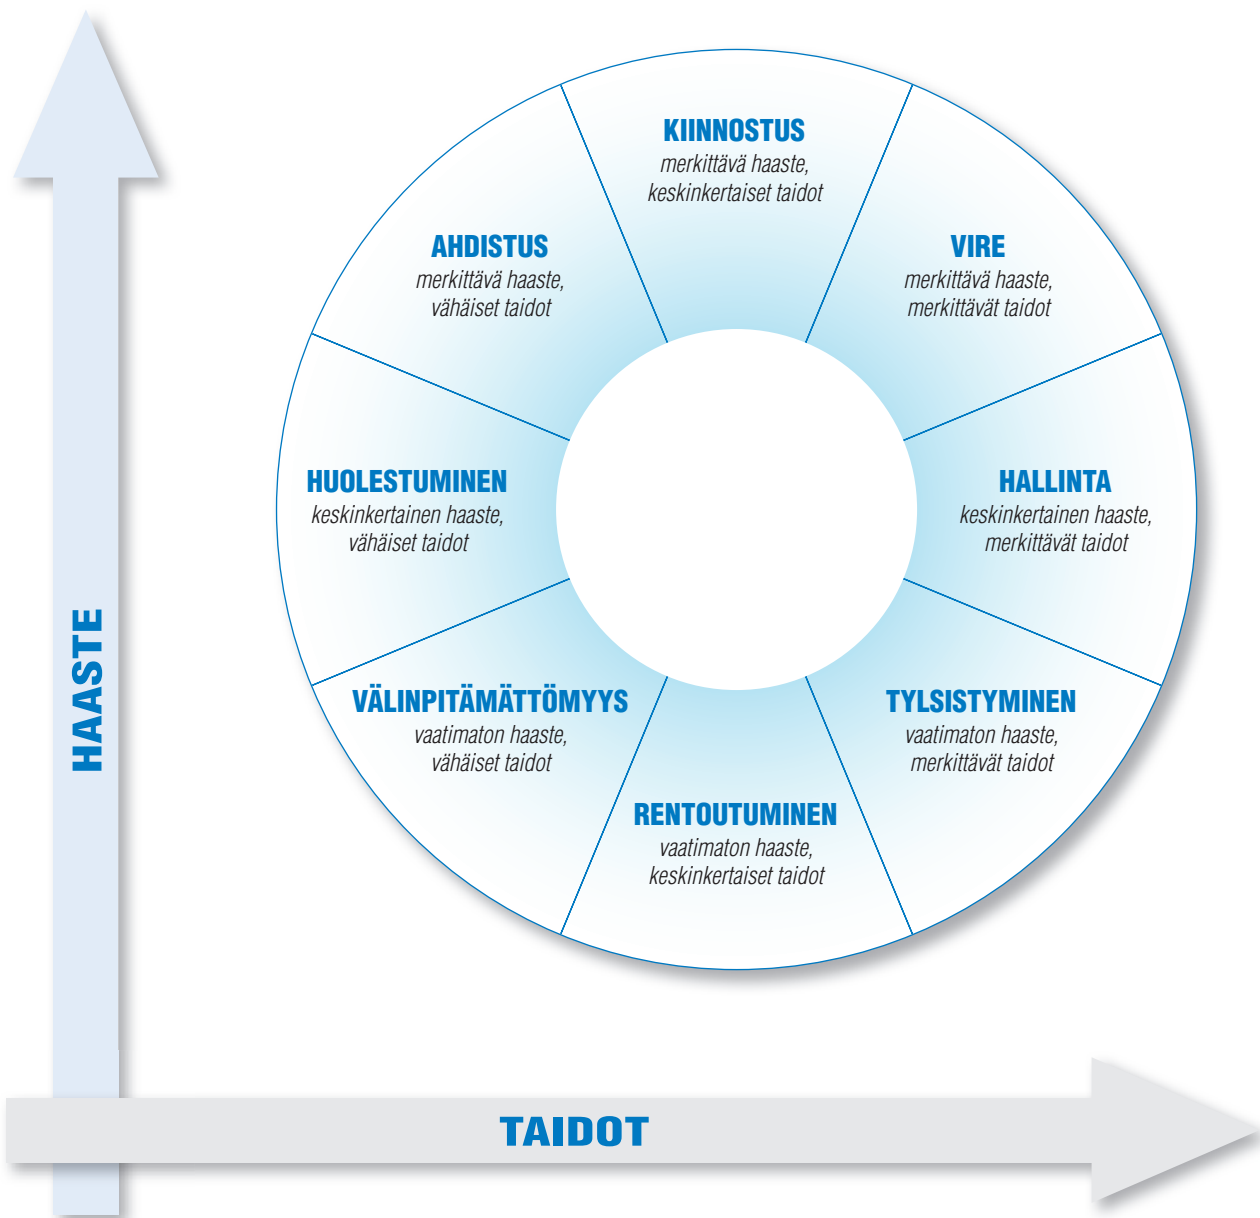 KIINNOSTUS
merkittävä haaste,
keskinkertaiset taidot
AHDISTUS
merkittävä haaste,
vähäiset taidot
VIRE
merkittävä haaste,
merkittävät taidot
HUOLESTUMINEN
keskinkertainen haaste,
vähäiset taidot
HALLINTA
keskinkertainen haaste,
merkittävät taidot
VÄLINPITÄMÄTTÖMYYS
vaatimaton haaste,
vähäiset taidot
TYLSISTYMINEN
vaatimaton haaste,
merkittävät taidot
RENTOUTUMINEN
vaatimaton haaste,
keskinkertaiset taidot
HAASTE
TAIDOT